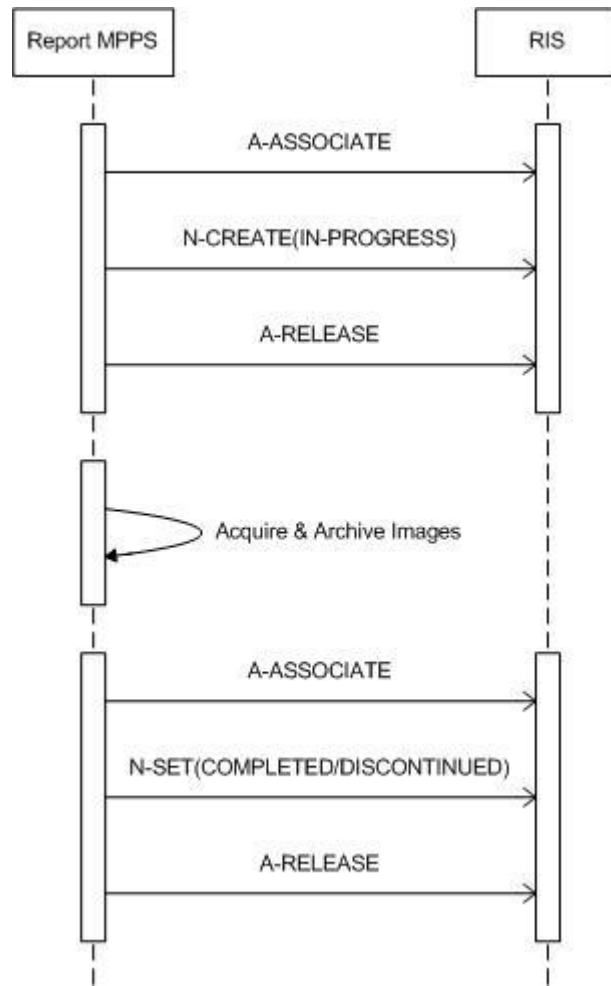 Report MPPS
RIS
A-ASSOCIATE
N-CREATE(IN-PROGRESS)
A-RELEASE
Acquire & Archive Images
A-ASSOCIATE
N-SET(COMPLETED/DISCONTINUED)
A-RELEASE